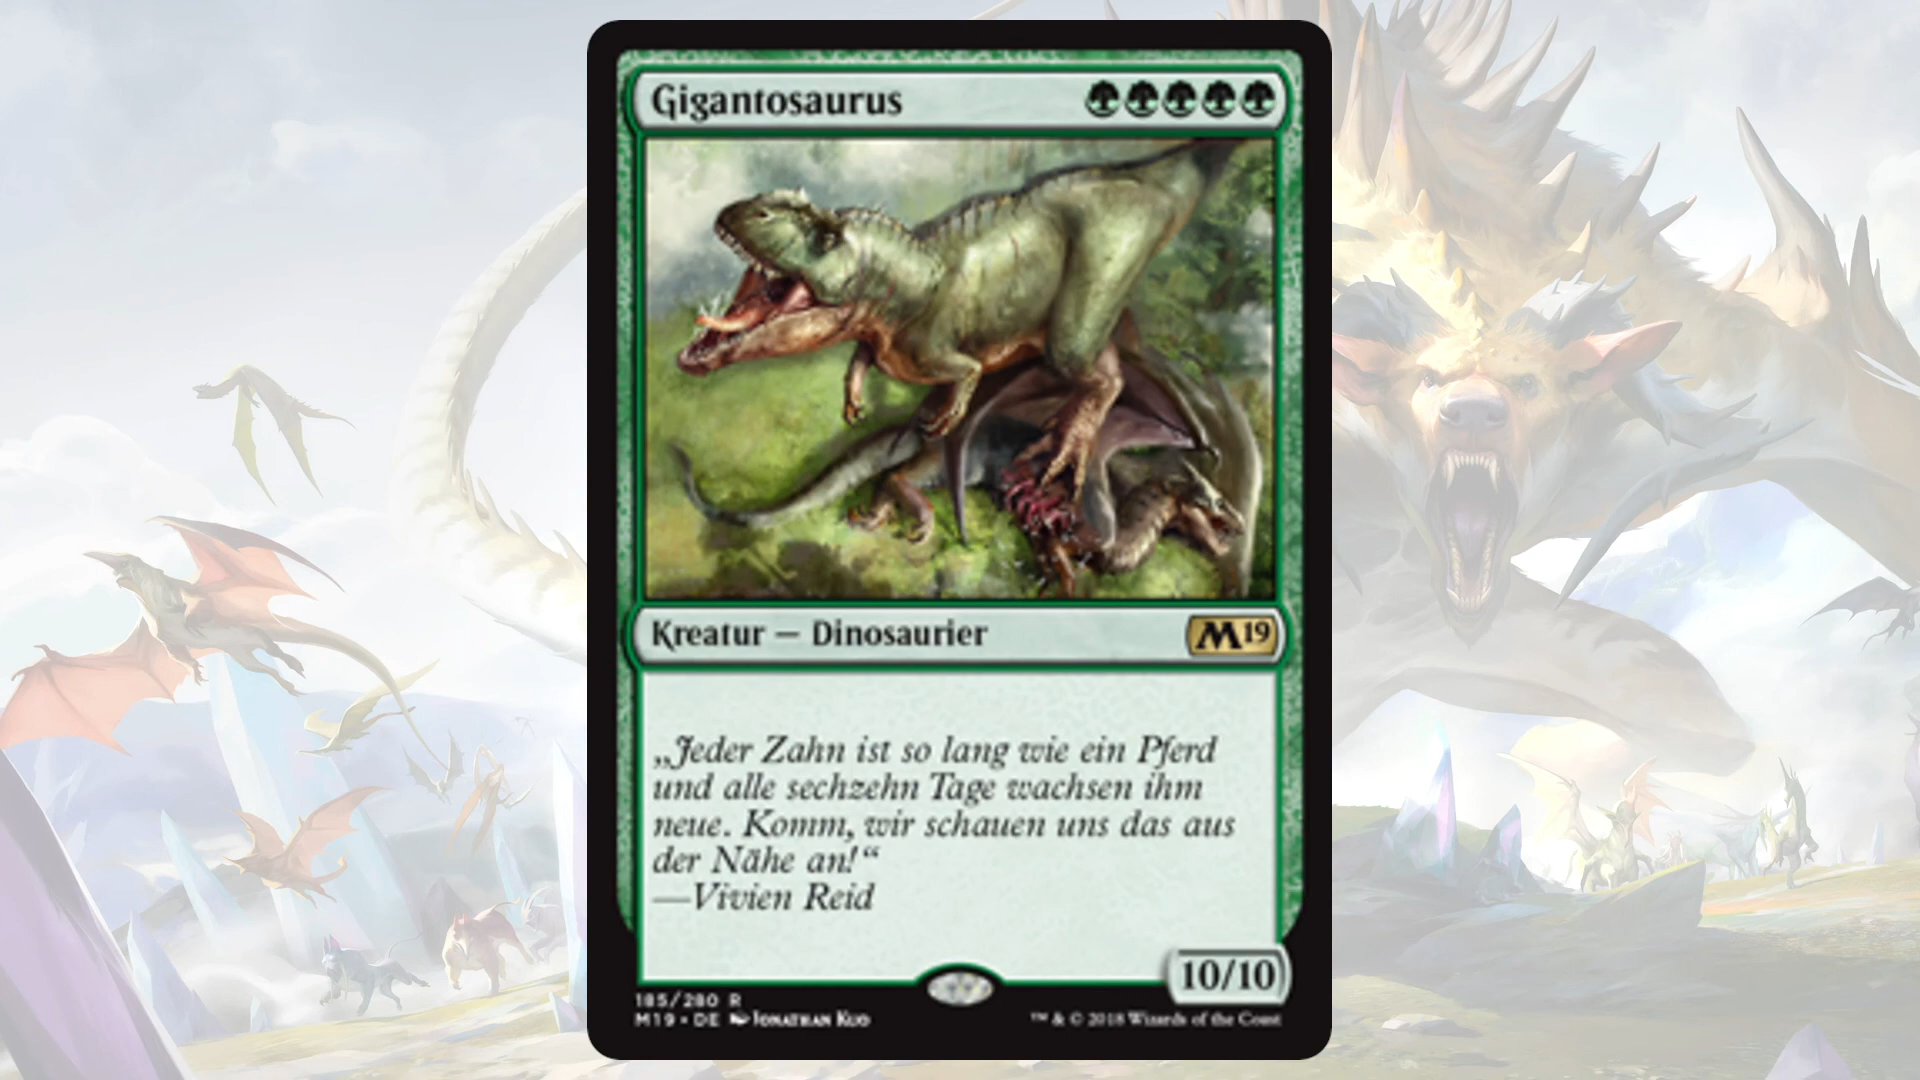 Gigantosaurus
Kreatur — Dinosaurier
M19
„Jeder Zahn ist so lang wie ein Pferd
und alle sechzehn Tage wachsen ihm
neue. Komm, wir schauen uns das aus
der Nähe an!“
—Vivien Reid
10/10
185/280 R
M19 • DE Jonathan Kuo
™ & © 2018 Wizards of the Coast